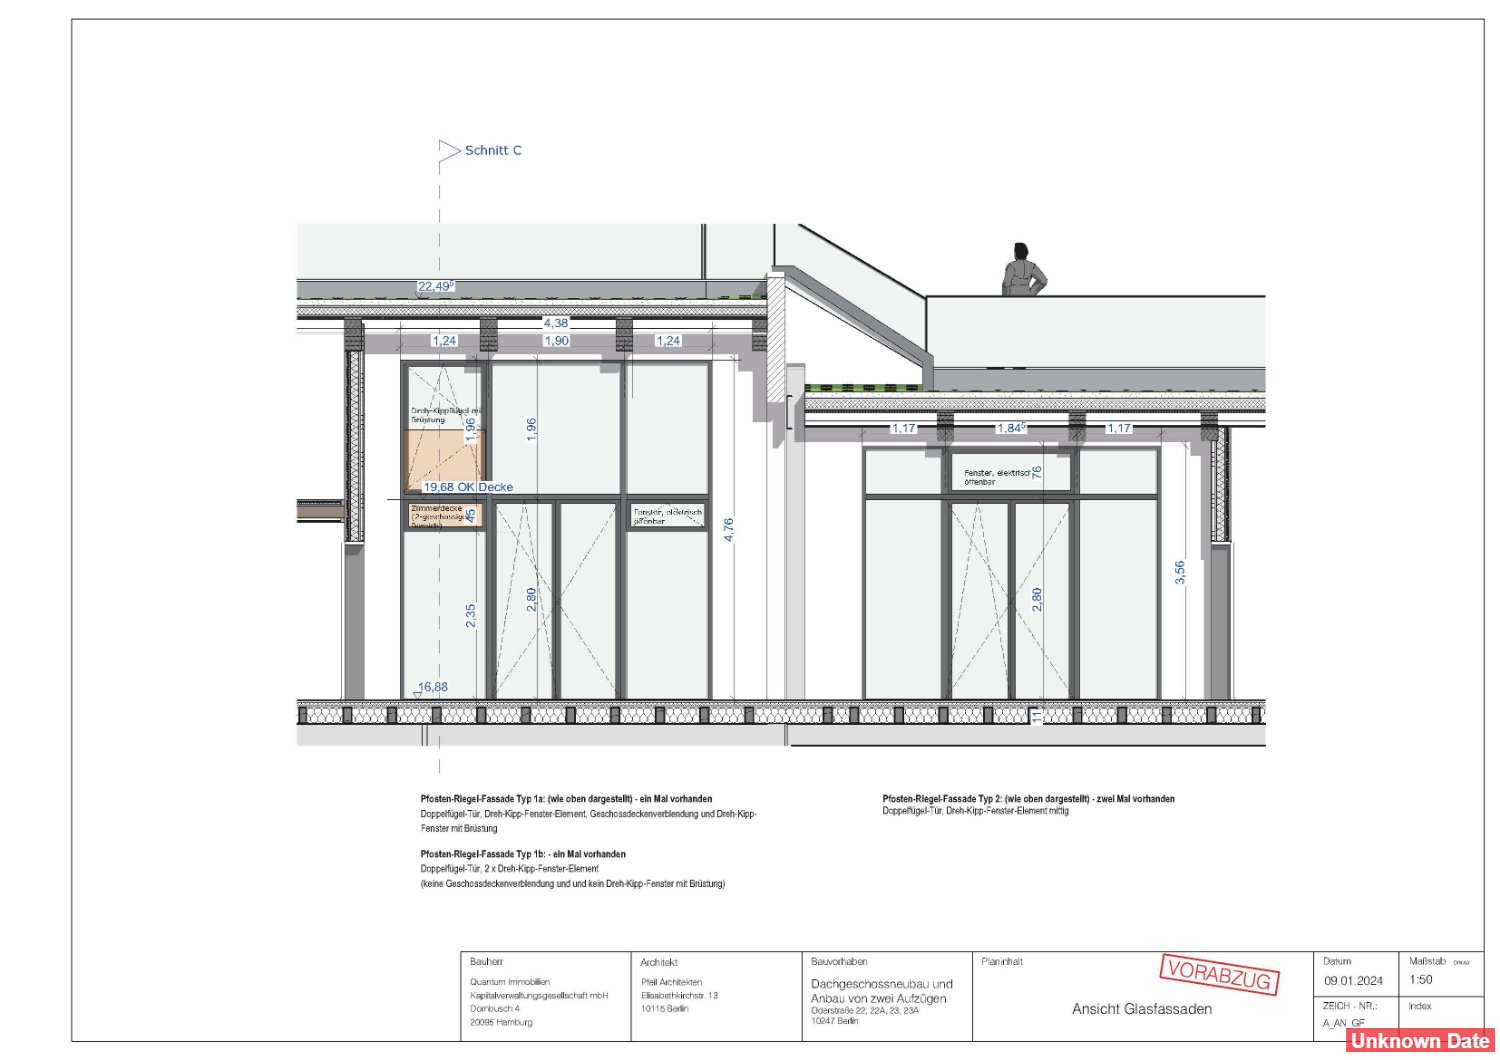 Schnitt C
22,49⁵
4,38
1,24
1,90
1,24
Dreh-Kippflügel mit
Brüstung
1,96
1,96
19,68 OK Decke
Zimmerdecke
(2-geschossiger
Bereich)
45
Fenster, elektrisch
öffenbar
4,76
2,35
2,80
16,88
1,17
1,84⁵
1,17
Fenster, elektrisch
öffenbar
76
3,56
2,80
11
Pfosten-Riegel-Fassade Typ 1a: (wie oben dargestellt) - ein Mal vorhanden
Doppelfügel-Tür, Dreh-Kipp-Fenster-Element, Geschossdeckenverblendung und Dreh-Kipp-
Fenster mit Brüstung
Pfosten-Riegel-Fassade Typ 1b: - ein Mal vorhanden
Doppelfügel-Tür, 2 x Dreh-Kipp-Fenster-Element
(keine Geschossdeckenverblendung und und kein Dreh-Kipp-Fenster mit Brüstung)
Pfosten-Riegel-Fassade Typ 2: (wie oben dargestellt) - zwei Mal vorhanden
Doppelfügel-Tür, Dreh-Kipp-Fenster-Element mittig
Bauherr
Quantum Immobilien
Kapitalverwaltungsgesellschaft mbH
Dornbusch 4
20095 Hamburg
Architekt
Pfeil Architekten
Elisabethkirchstr. 13
10115 Berlin
Bauvorhaben
Dachgeschossneubau und
Anbau von zwei Aufzügen
Oderstraße 22, 22A, 23, 23A
10247 Berlin
Planinhalt
VORABZUG
Ansicht Glasfassaden
Datum
09.01.2024
Maßstab DIN A3
1:50
ZEICH - NR.:
A_AN_GF
Index
Unknown Date